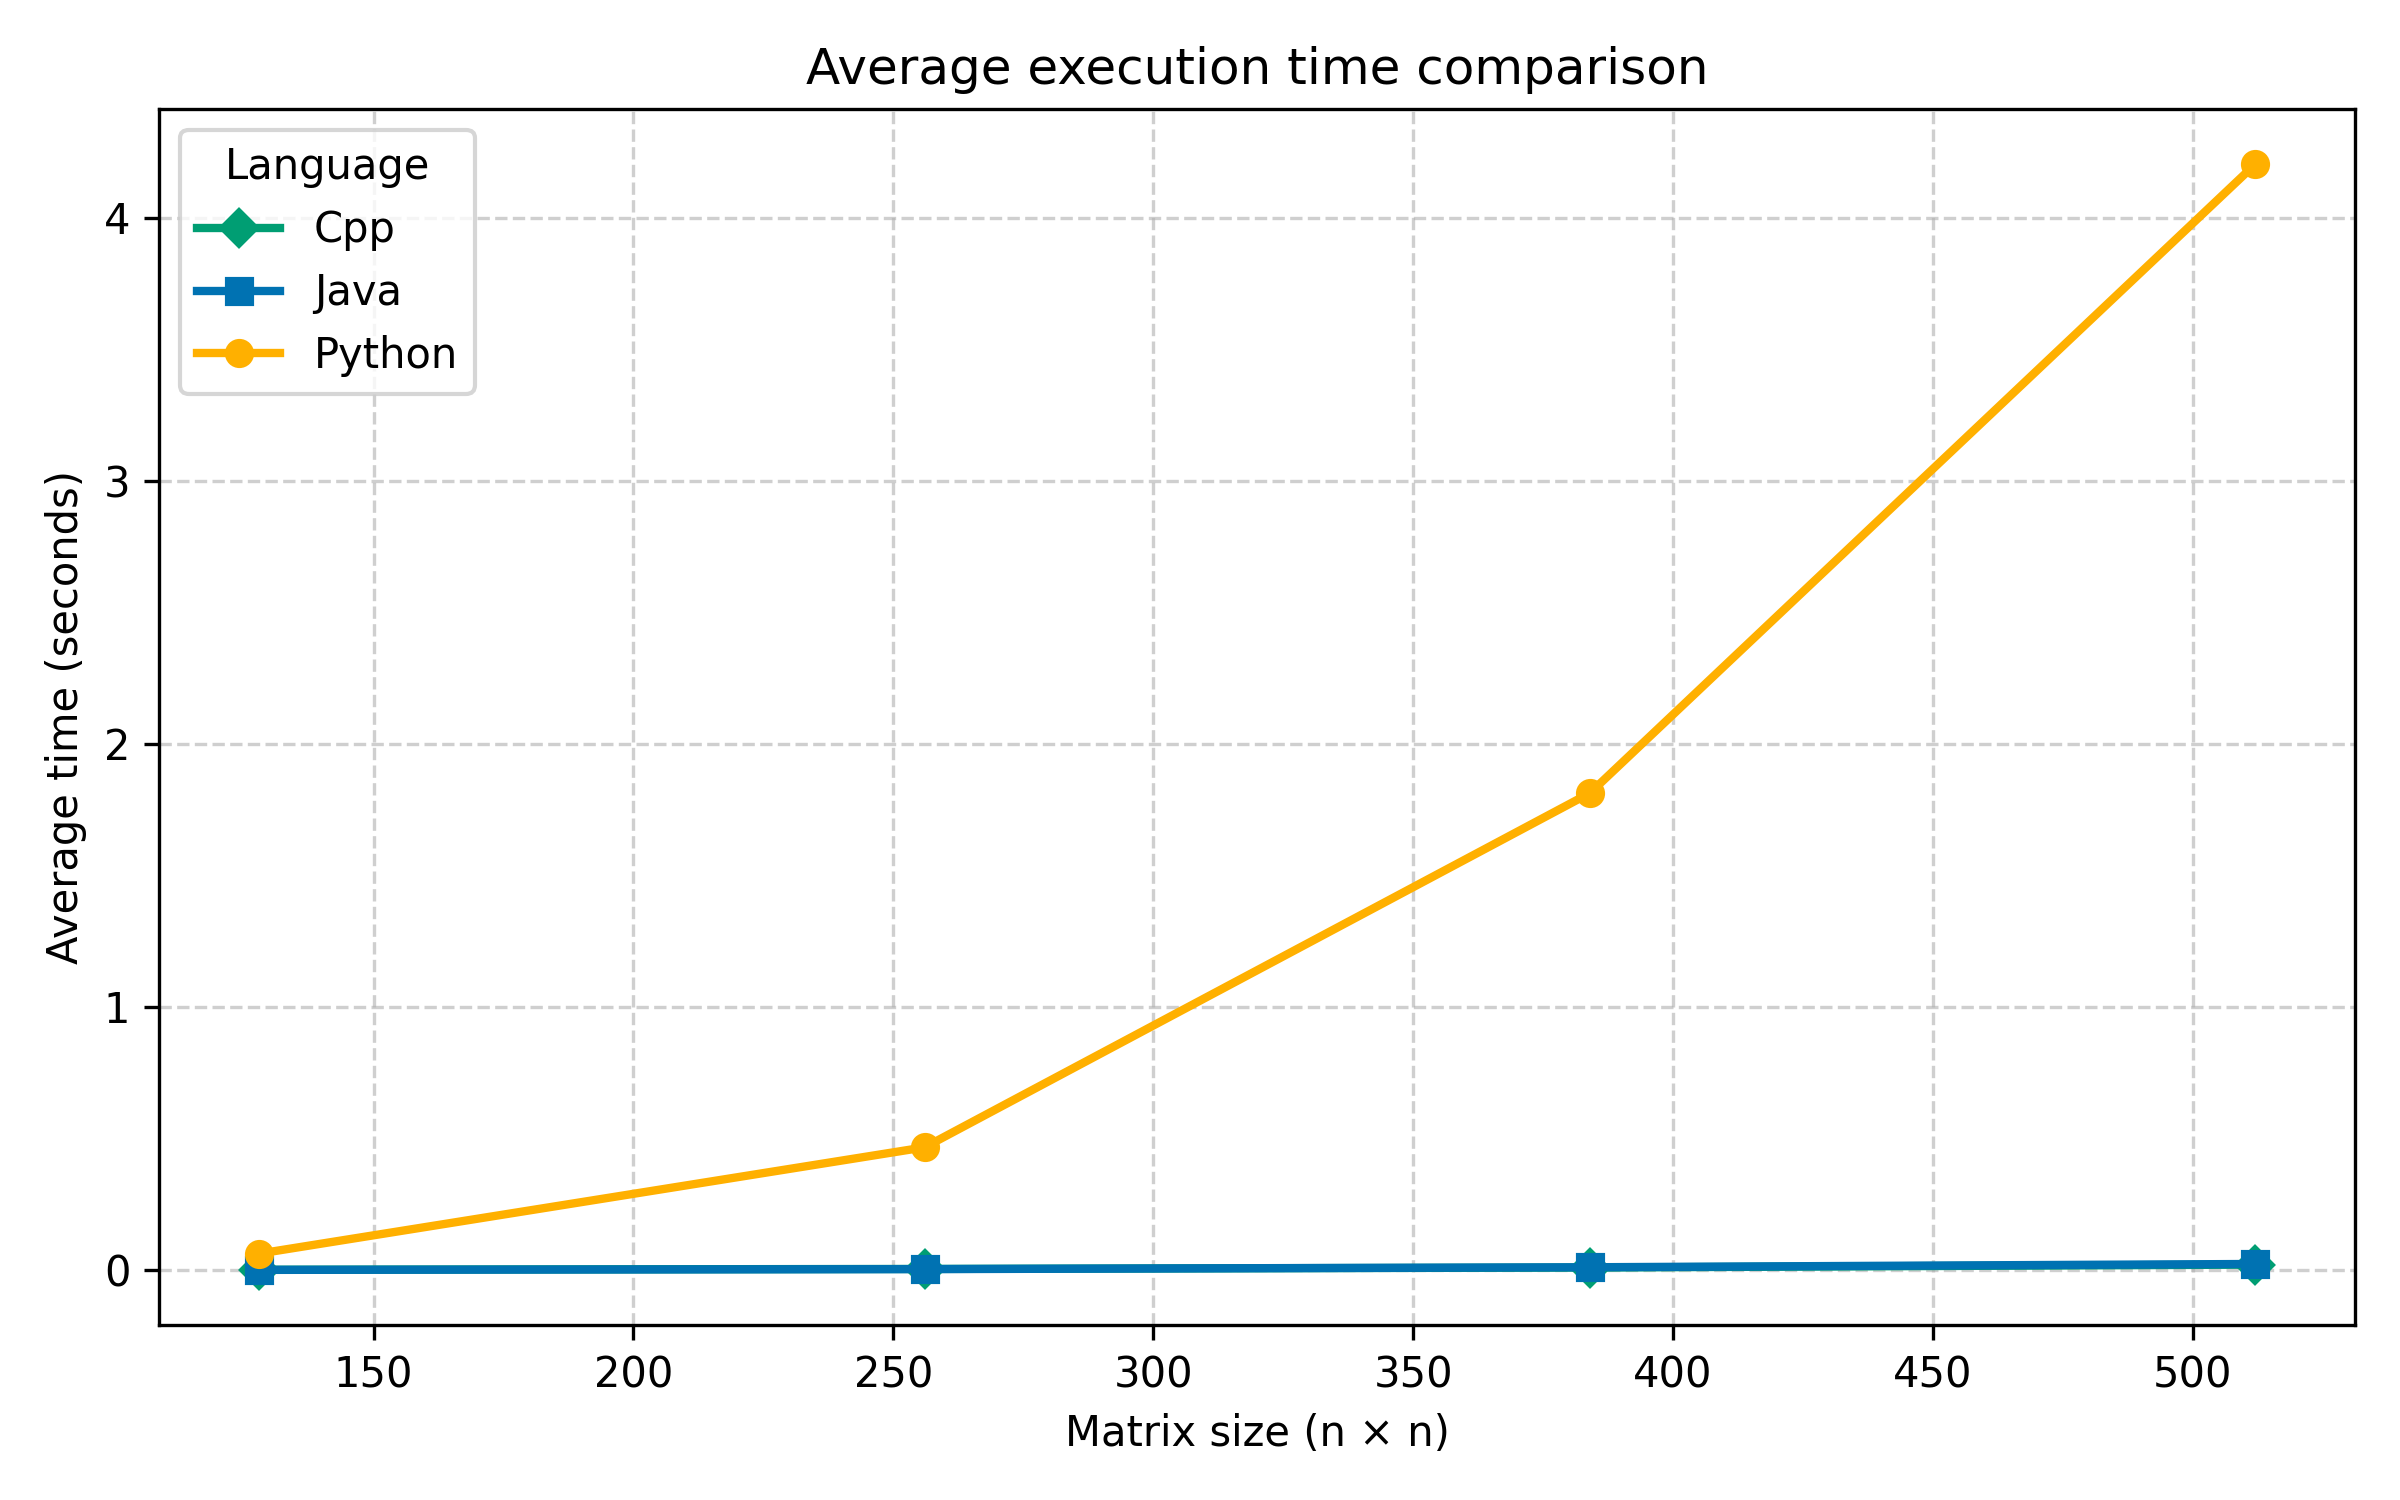 Average execution time comparison
Language
Cpp
Java
Python
Average time (seconds)
4
3
2
1
0
150 200 250 300 350 400 450 500
Matrix size (n × n)